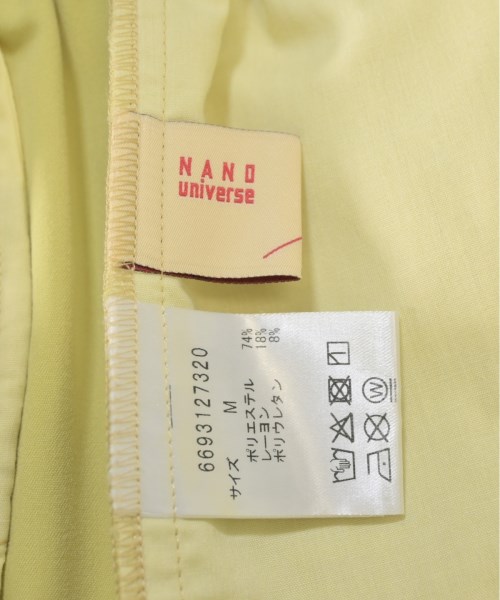 NANO
universe
6693127320
サイズ M
ポリエステル 74%
レーヨン 18%
ポリウレタン 8%
W